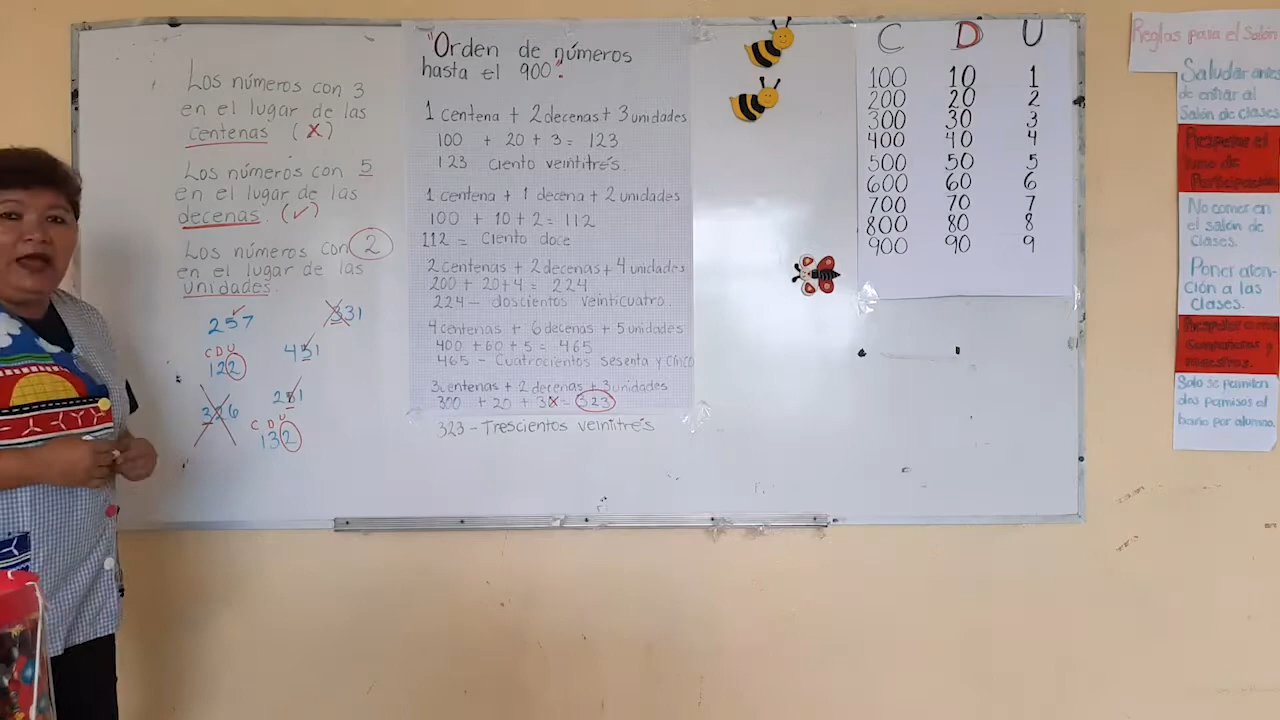 Los números con 3
en el lugar de las
centenas (x)
Los números con 5
en el lugar de las
decenas. (✓)
Los números con 2
en el lugar de las
unidades.
257
331
C D U
122
451
326
251
C D U
132
"Orden de números
hasta el 900".
1 centena + 2 decenas + 3 unidades
100 + 20 + 3 = 123
123 ciento veintitrés.
1 centena + 1 decena + 2 unidades
100 + 10 + 2 = 112
112 = Ciento doce
2 centenas + 2 decenas + 4 unidades
200 + 20 + 4 = 224
224 - doscientos veinticuatro.
4 centenas + 6 decenas + 5 unidades
400 + 60 + 5 = 465
465 - Cuatrocientos sesenta y cinco
3 centenas + 2 decenas + 3 unidades
300 + 20 + 3 = 323
323 - Trescientos veintitrés
C D U
100 10 1
200 20 2
300 30 3
400 40 4
500 50 5
600 60 6
700 70 7
800 80 8
900 90 9
Reglas para el Salón
Saludar antes
de entrar al
Salón de clases.
Respetar el
turno de
Participación
No comer en
el salón de
Clases.
Poner aten-
ción a las
Clases.
Respetar a mis
compañeros y
maestros.
Solo se permiten
dos permisos al
baño por alumno.